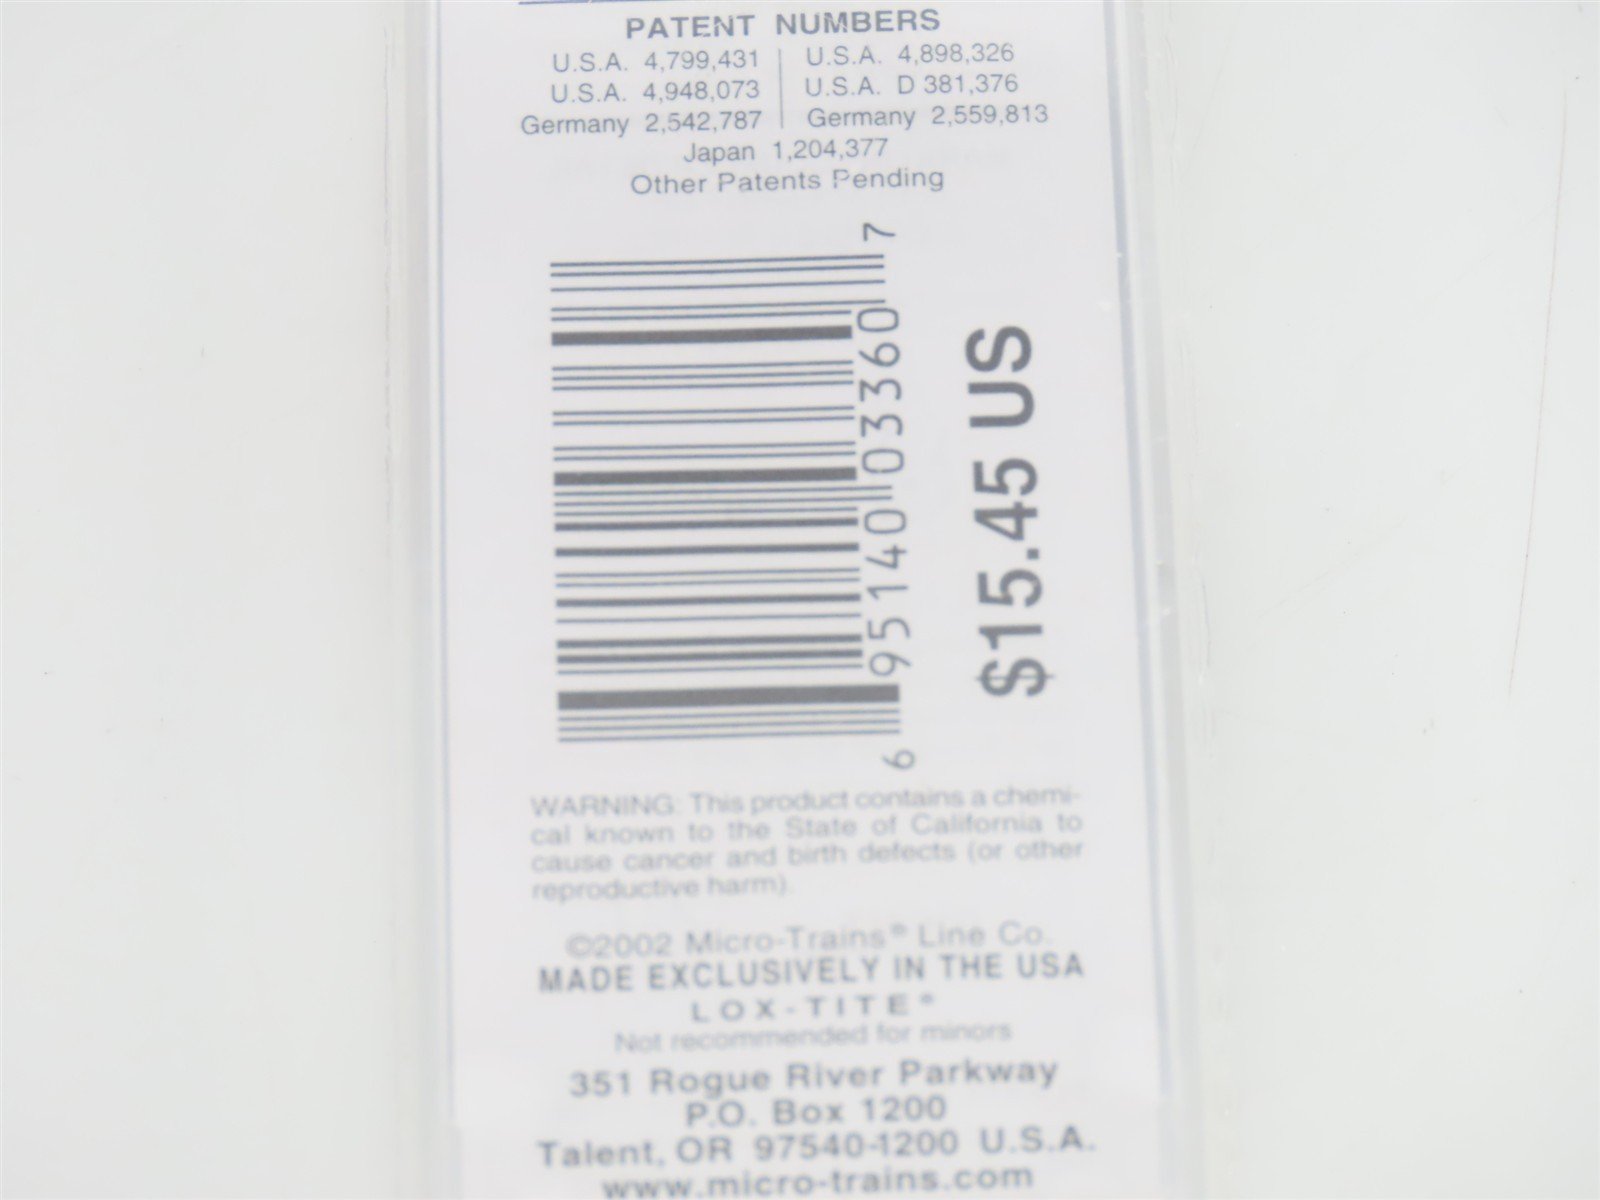 PATENT NUMBERS
U.S.A. 4,799,431 U.S.A. 4,898,326
U.S.A. 4,948,073 U.S.A. D 381,376
Germany 2,542,787 Germany 2,559,813
Japan 1,204,377
Other Patents Pending
6 95140 03360 7
$15.45 US
WARNING: This product contains a chemi-
cal known to the State of California to
cause cancer and birth defects (or other
reproductive harm).
©2002 Micro-Trains® Line Co.
MADE EXCLUSIVELY IN THE USA
LOX-TITE®
Not recommended for minors
351 Rogue River Parkway
P.O. Box 1200
Talent, OR 97540-1200 U.S.A.
www.micro-trains.com